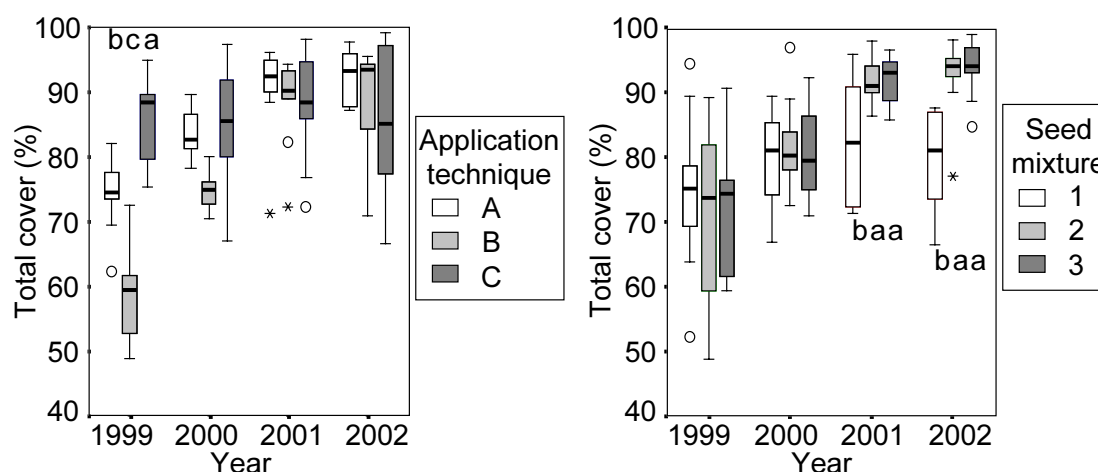 100
90
80
70
60
50
40
Total cover (%)
bca
1999 2000 2001 2002
Year
Application
technique
A
B
C
100
90
80
70
60
50
40
Total cover (%)
baa
baa
1999 2000 2001 2002
Year
Seed
mixture
1
2
3